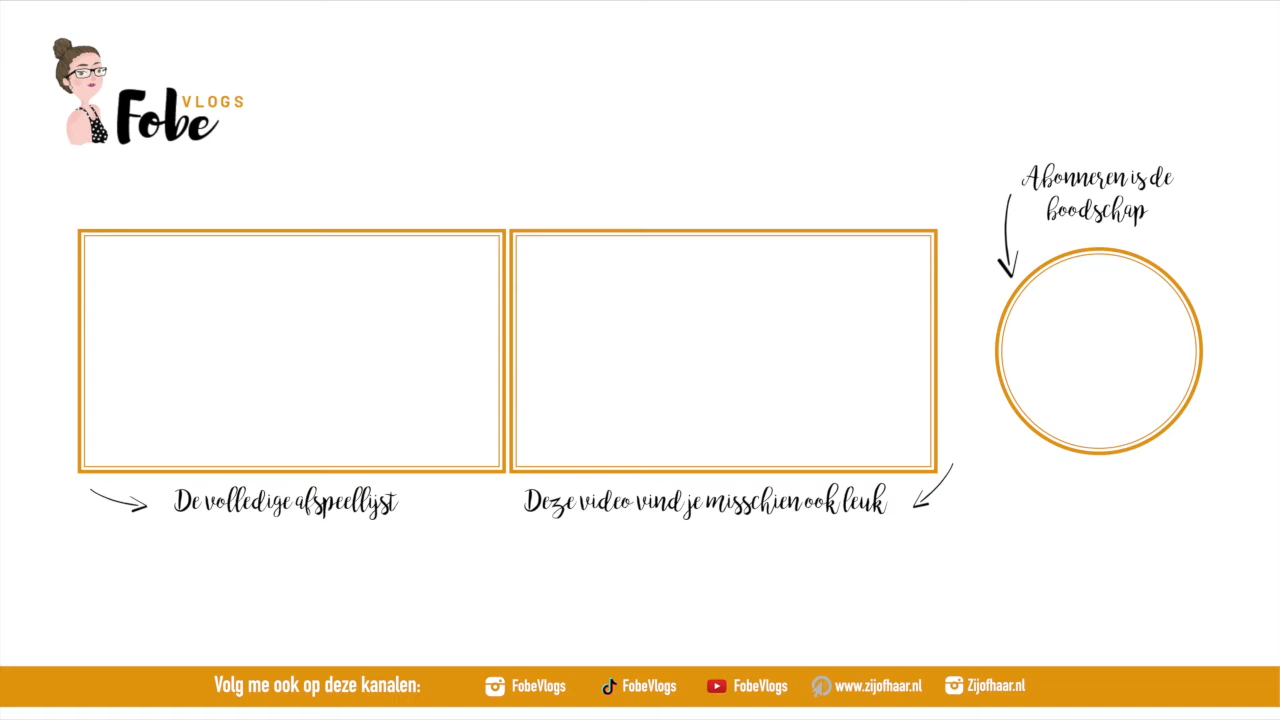 VLOGS
Fobe
Abonneren is de
boodschap
De volledige afspeellijst
Deze video vind je misschien ook leuk
Volg me ook op deze kanalen: FobeVlogs FobeVlogs FobeVlogs www.zijofhaar.nl Zijofhaar.nl